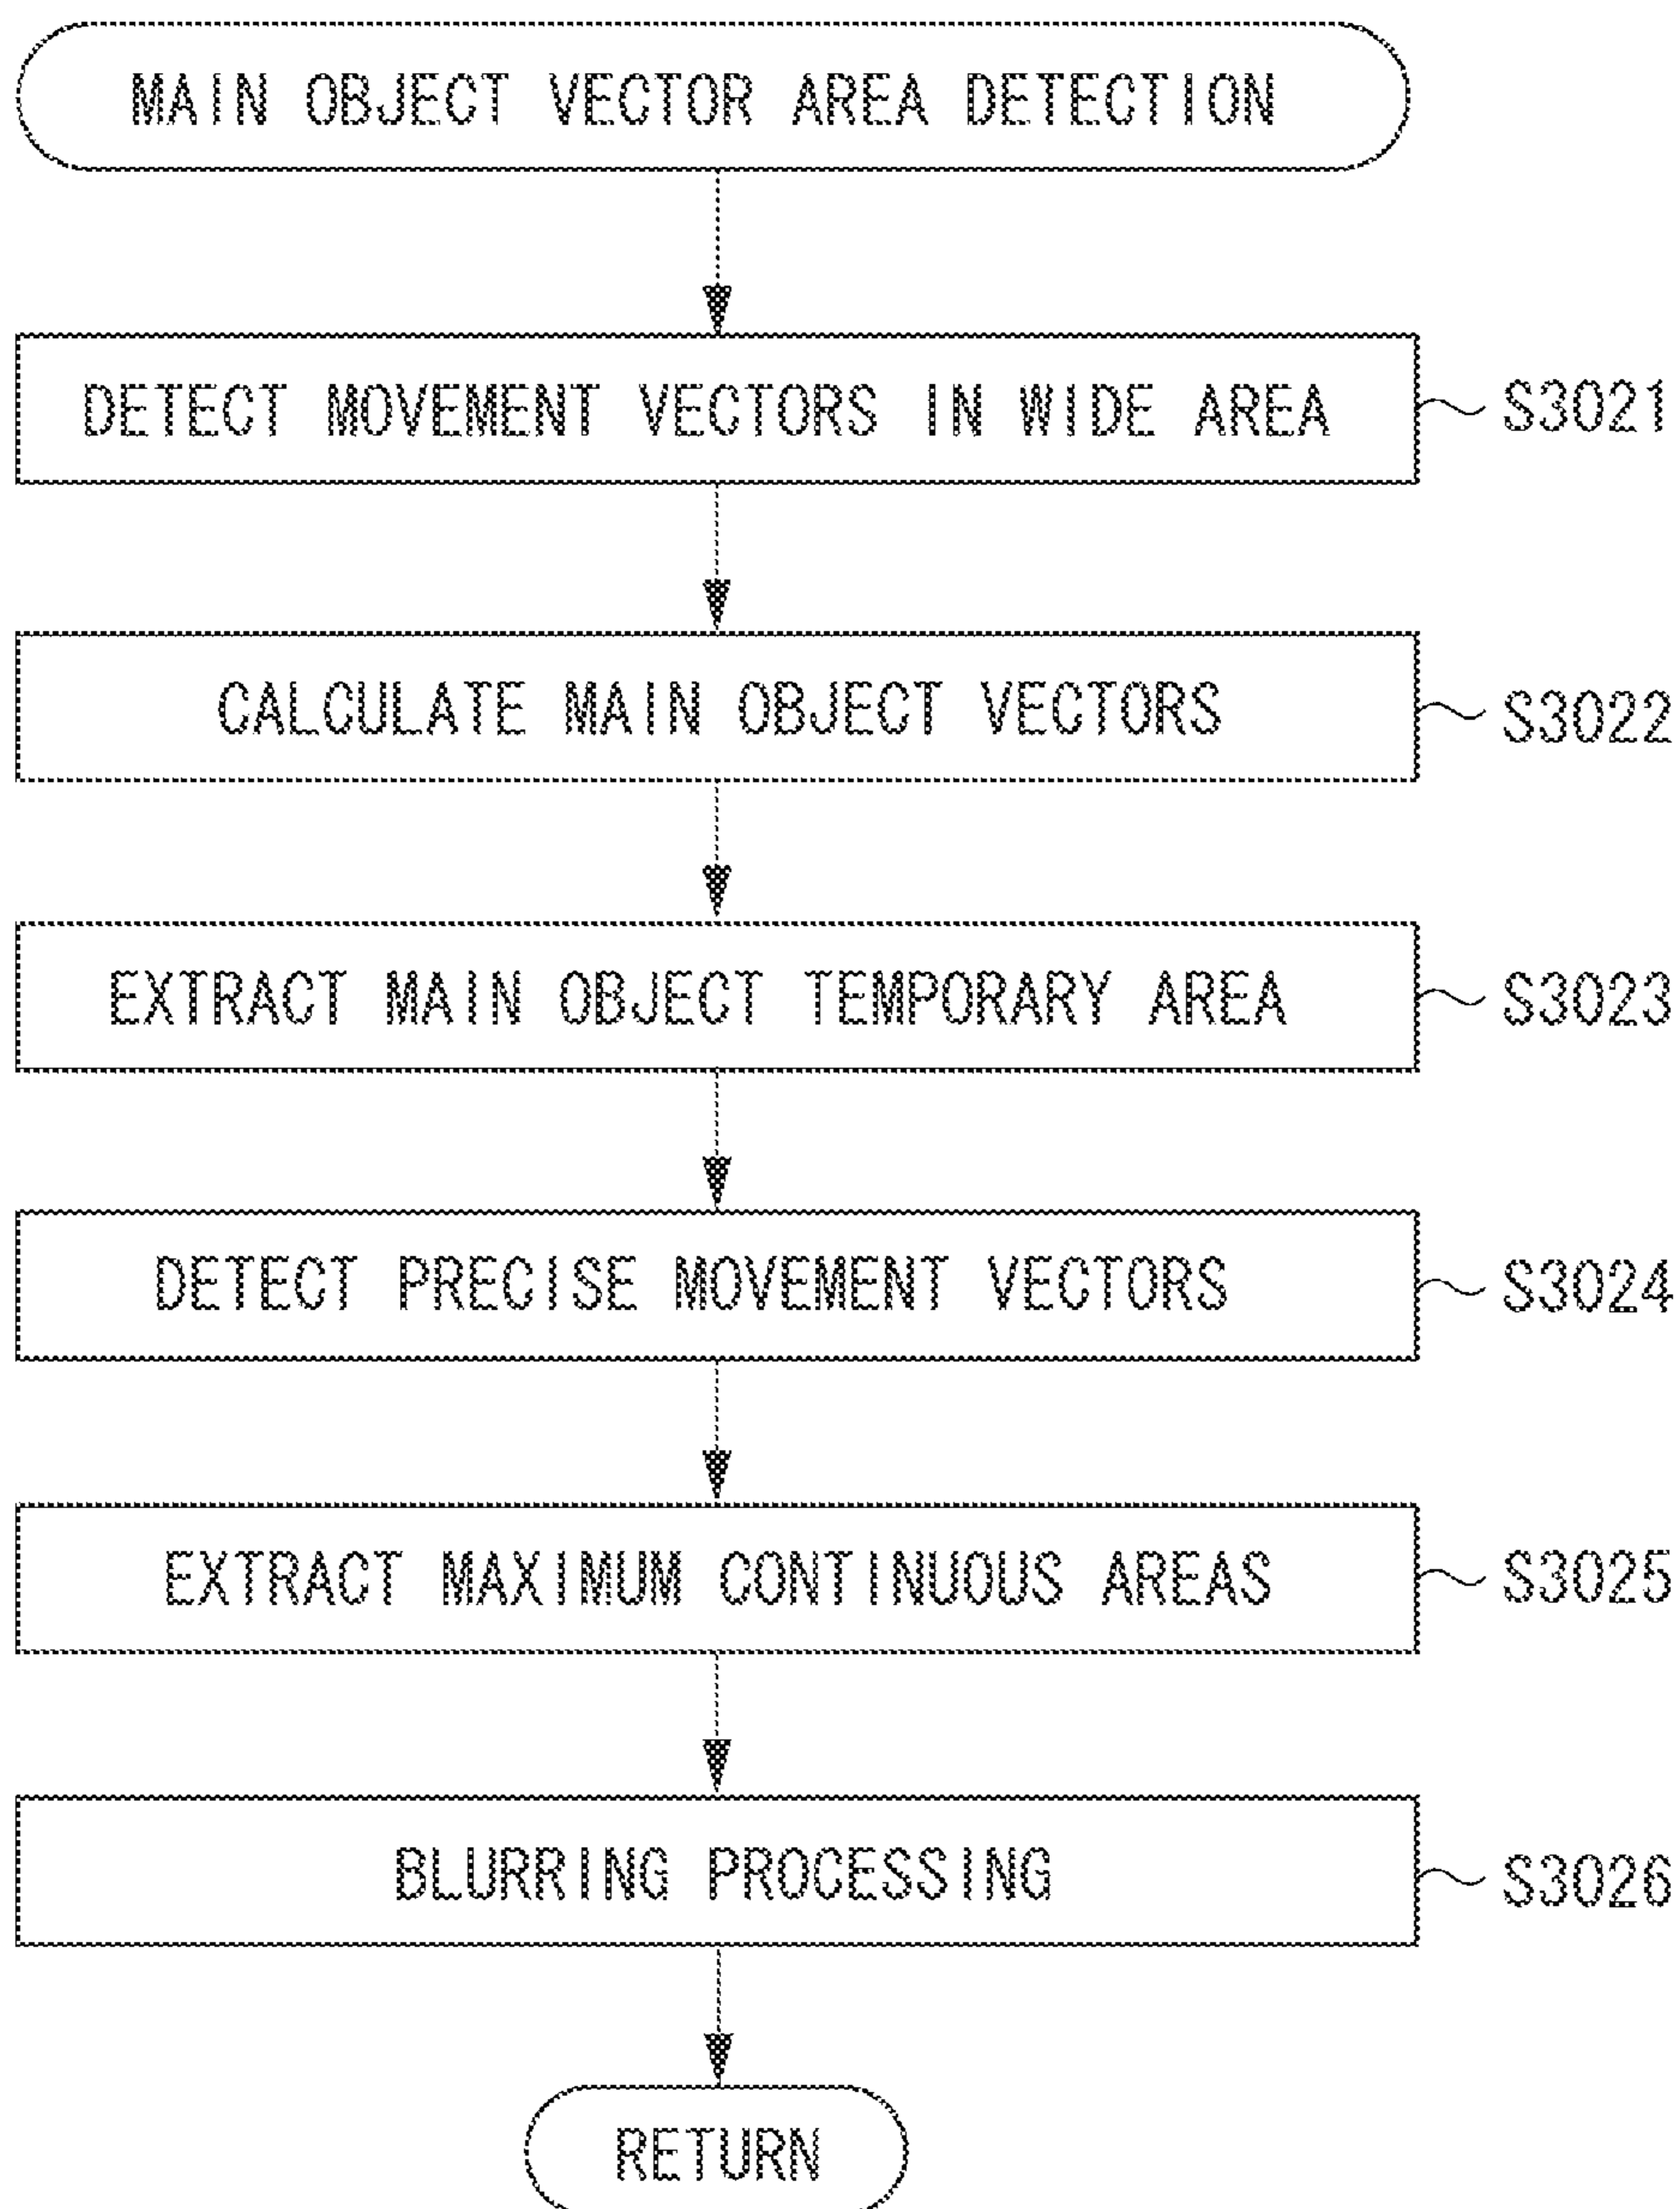 MAIN OBJECT VECTOR AREA DETECTION
DETECT MOVEMENT VECTORS IN WIDE AREA
S3021
CALCULATE MAIN OBJECT VECTORS
S3022
EXTRACT MAIN OBJECT TEMPORARY AREA
S3023
DETECT PRECISE MOVEMENT VECTORS
S3024
EXTRACT MAXIMUM CONTINUOUS AREAS
S3025
BLURRING PROCESSING
S3026
RETURN